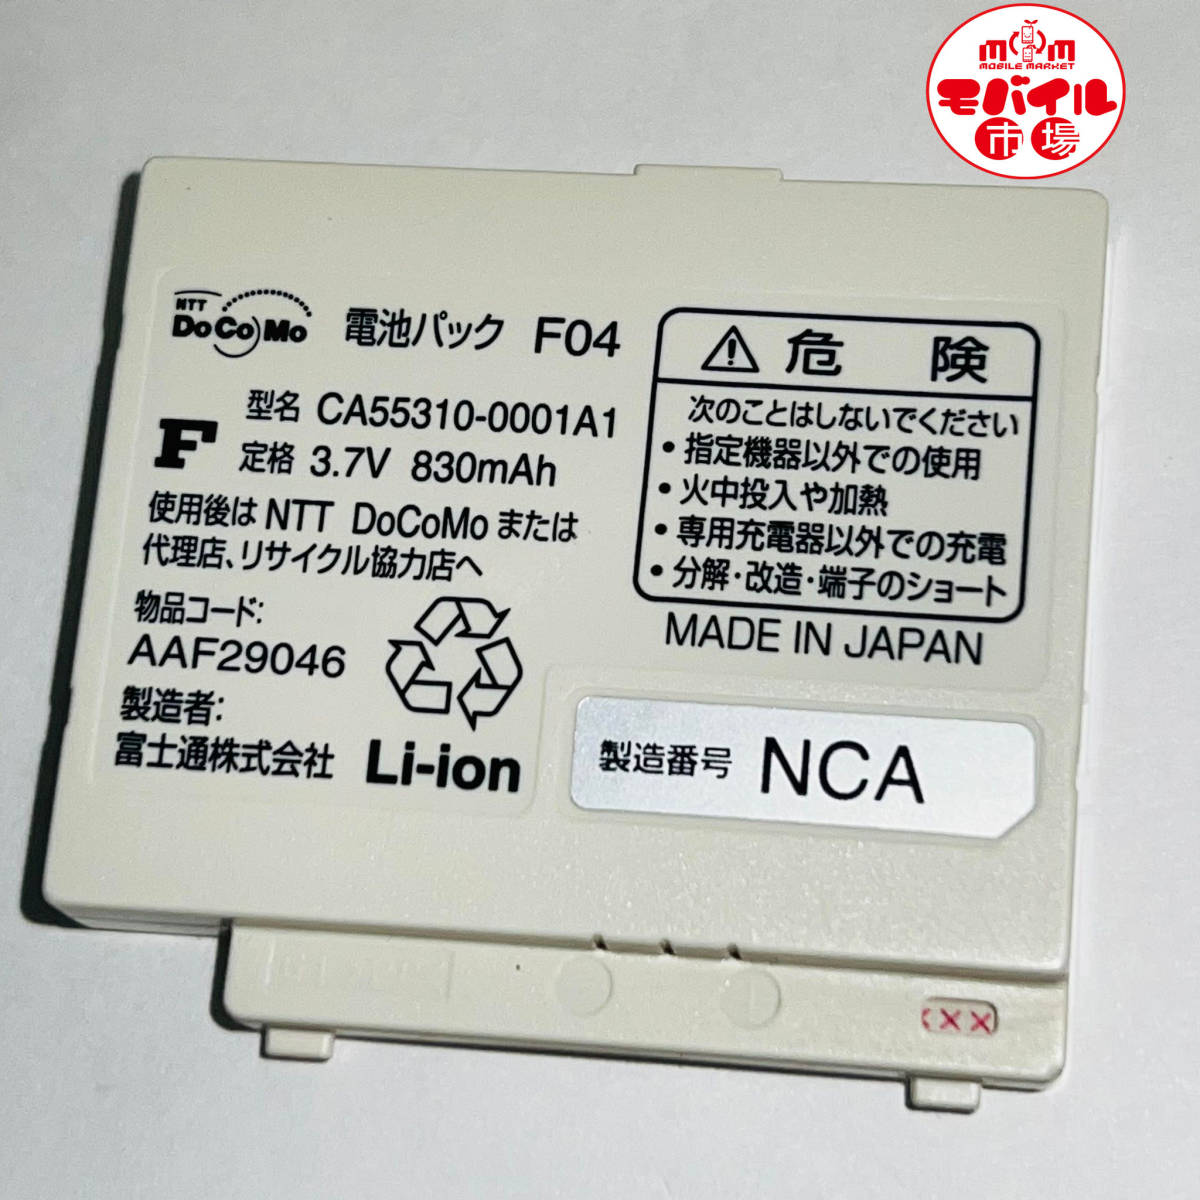 MOBILE MARKET
モバイル
市場
NTT
DoCoMo
電池パック F04
型名 CA55310-0001A1
F
定格 3.7V 830mAh
使用後は NTT DoCoMo または
代理店、リサイクル協力店へ
物品コード:
AAF29046
製造者:
富士通株式会社
Li-ion
危険
次のことはしないでください
・指定機器以外での使用
・火中投入や加熱
・専用充電器以外での充電
・分解・改造・端子のショート
MADE IN JAPAN
製造番号 NCA